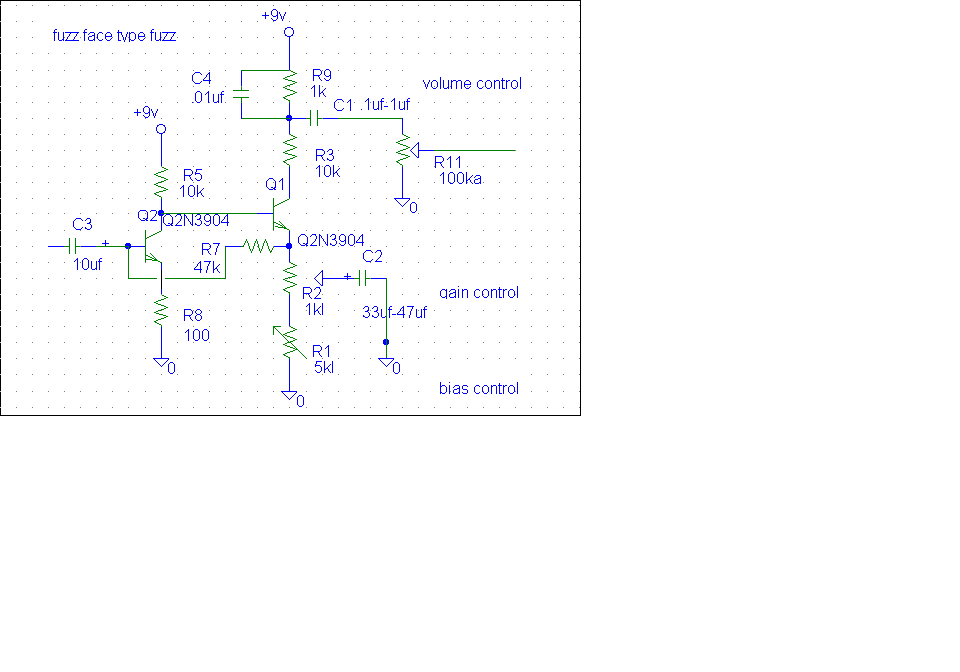 +9v
fuzz face type fuzz
C4
R9
.01uf
1k
volume control
C1 .1uf-1uf
+9v
R3
10k
R11
100ka
R5
10k
Q1
0
Q2
Q2N3904
C3
+
10uf
R7
47k
Q2N3904
C2
+
R2
1kl
gain control
33uf-47uf
R8
100
R1
5kl
0
0
bias control
0